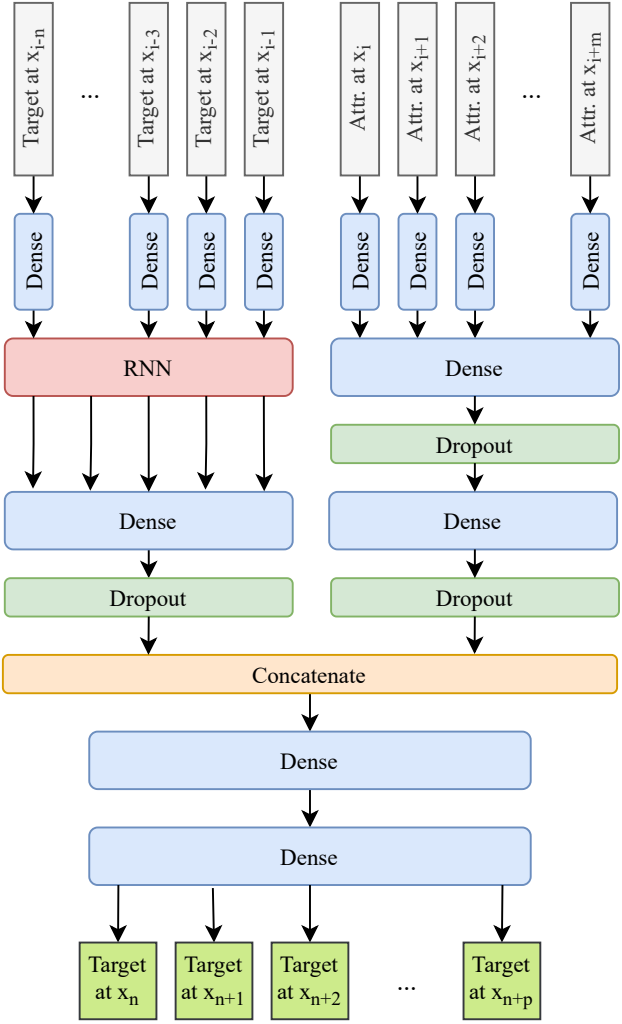 Target at x_{i-n}
...
Target at x_{i-3}
Target at x_{i-2}
Target at x_{i-1}
Attr. at x_{i}
Attr. at x_{i+1}
Attr. at x_{i+2}
...
Attr. at x_{i+m}
Dense
Dense
Dense
Dense
Dense
Dense
Dense
Dense
RNN
Dense
Dropout
Dense
Dense
Dropout
Dropout
Concatenate
Dense
Dense
Target
at x_{n}
Target
at x_{n+1}
Target
at x_{n+2}
...
Target
at x_{n+p}